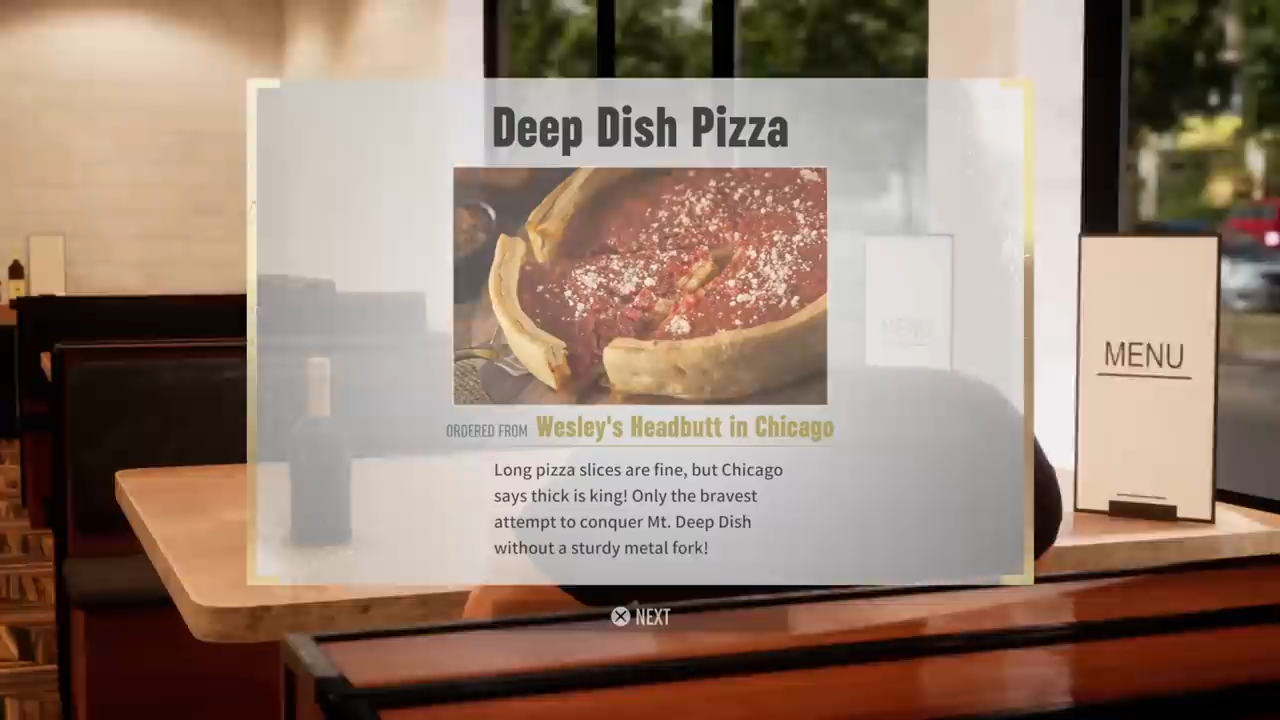 Deep Dish Pizza
MENU
MENU
ORDERED FROM Wesley's Headbutt in Chicago
Long pizza slices are fine, but Chicago
says thick is king! Only the bravest
attempt to conquer Mt. Deep Dish
without a sturdy metal fork!
NEXT